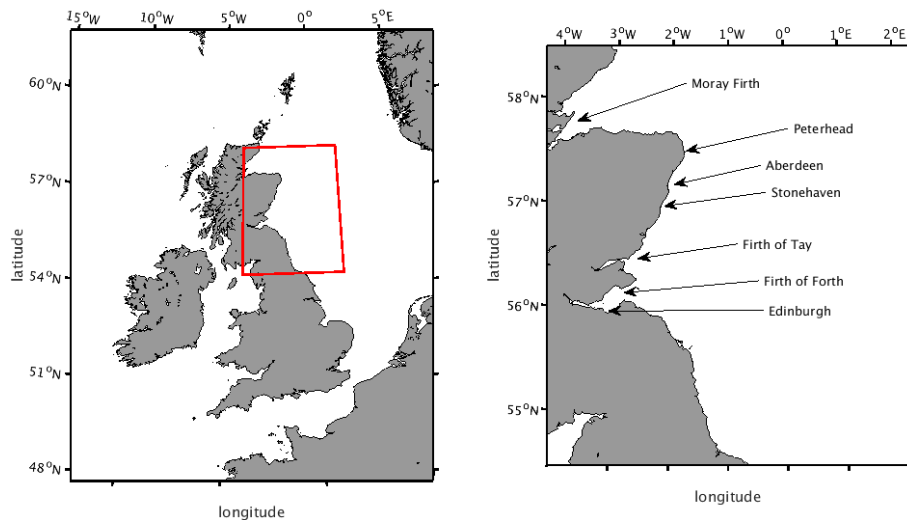 15°W 10°W 5°W 0° 5°E
60°N
57°N
54°N
51°N
48°N
latitude
longitude
4°W 3°W 2°W 1°W 0° 1°E 2°E
58°N
57°N
56°N
55°N
latitude
Moray Firth
Peterhead
Aberdeen
Stonehaven
Firth of Tay
Firth of Forth
Edinburgh
longitude